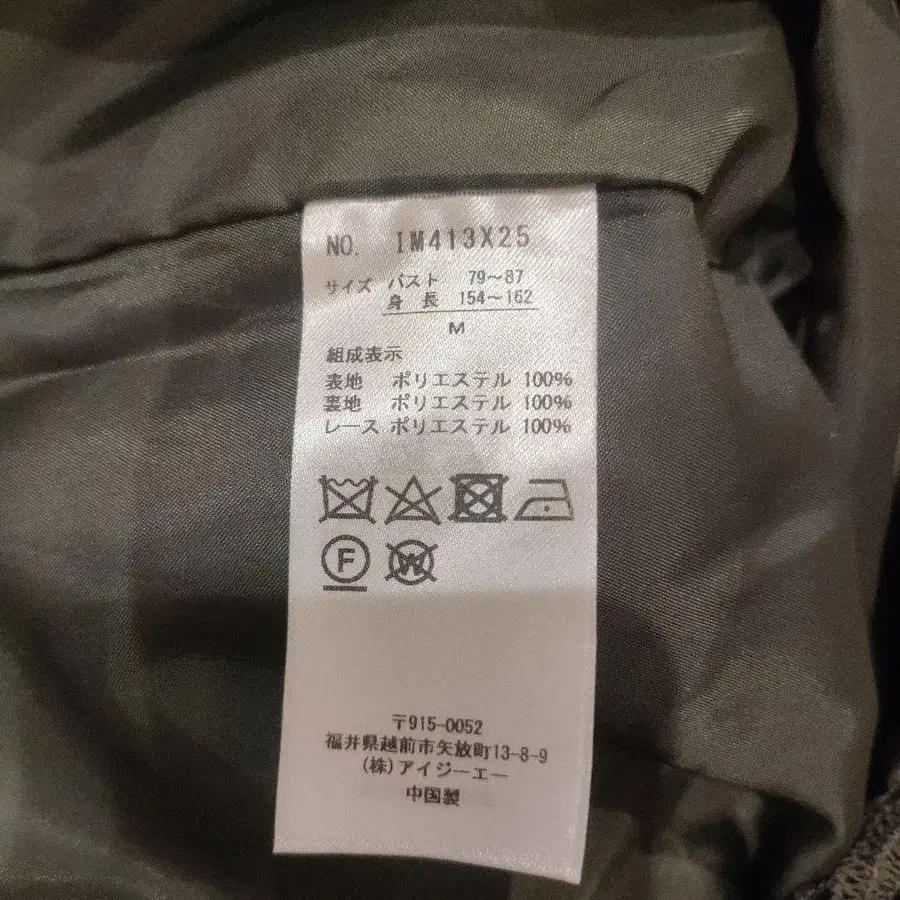 NO. IM413X25
サイズ バスト 79~87
身長 154~162
M
組成表示
表地 ポリエステル 100%
裏地 ポリエステル 100%
レース ポリエステル 100%
F W
〒915-0052
福井県越前市矢放町13-8-9
(株)アイジーエー
中国製